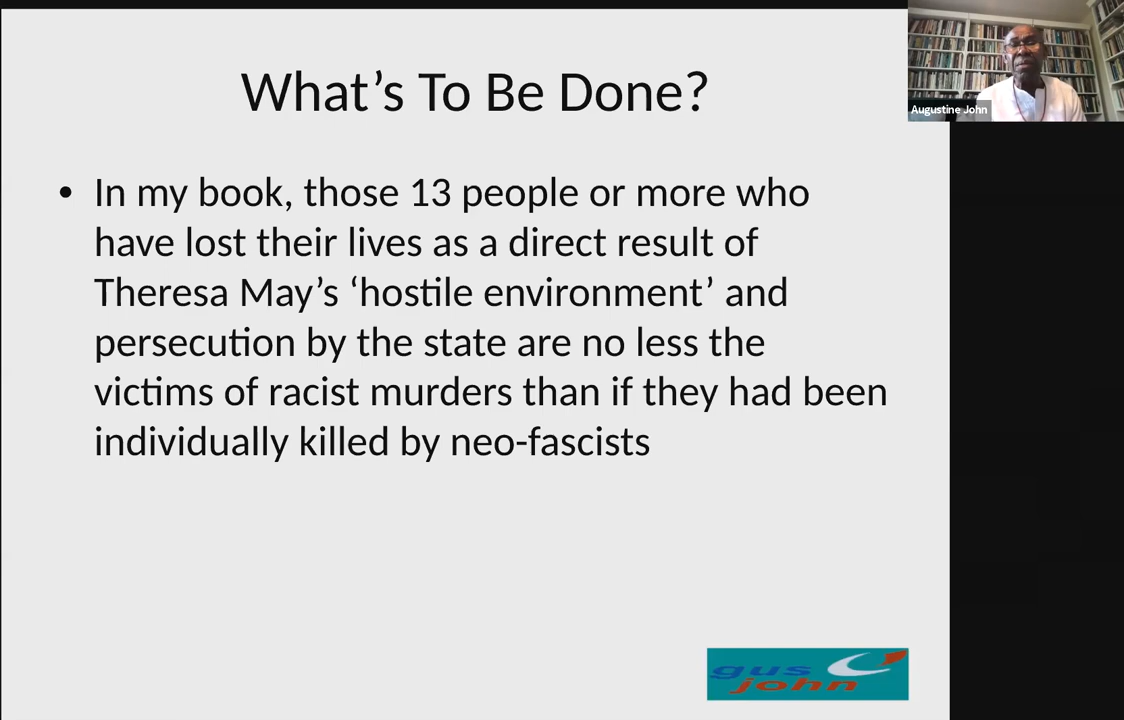 What’s To Be Done?
• In my book, those 13 people or more who
have lost their lives as a direct result of
Theresa May’s ‘hostile environment’ and
persecution by the state are no less the
victims of racist murders than if they had been
individually killed by neo-fascists
Augustine John
gus
john